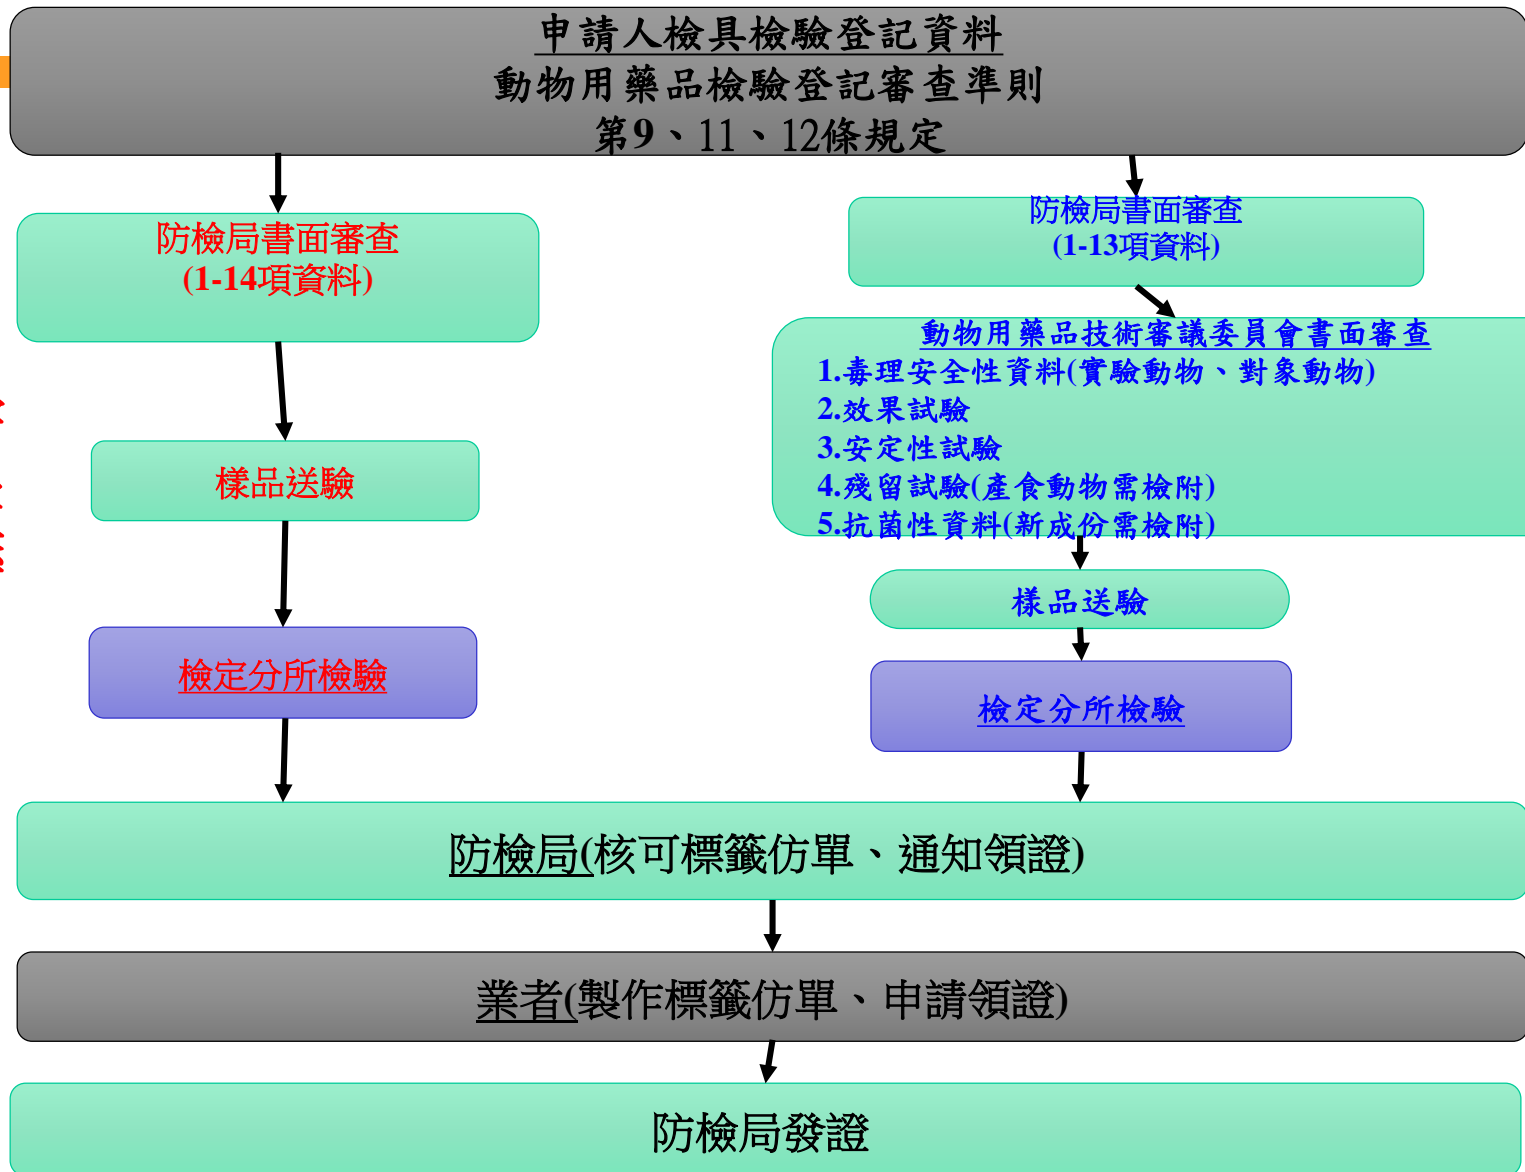 申請人檢具檢驗登記資料
動物用藥品檢驗登記審查準則
第9、11、12條規定
防檢局書面審查
(1-14項資料)
樣品送驗
檢定分所檢驗
防檢局書面審查
(1-13項資料)
動物用藥品技術審議委員會書面審查
1.毒理安全性資料(實驗動物、對象動物)
2.效果試驗
3.安定性試驗
4.殘留試驗(產食動物需檢附)
5.抗菌性資料(新成份需檢附)
樣品送驗
檢定分所檢驗
防檢局(核可標籤仿單、通知領證)
業者(製作標籤仿單、申請領證)
防檢局發證